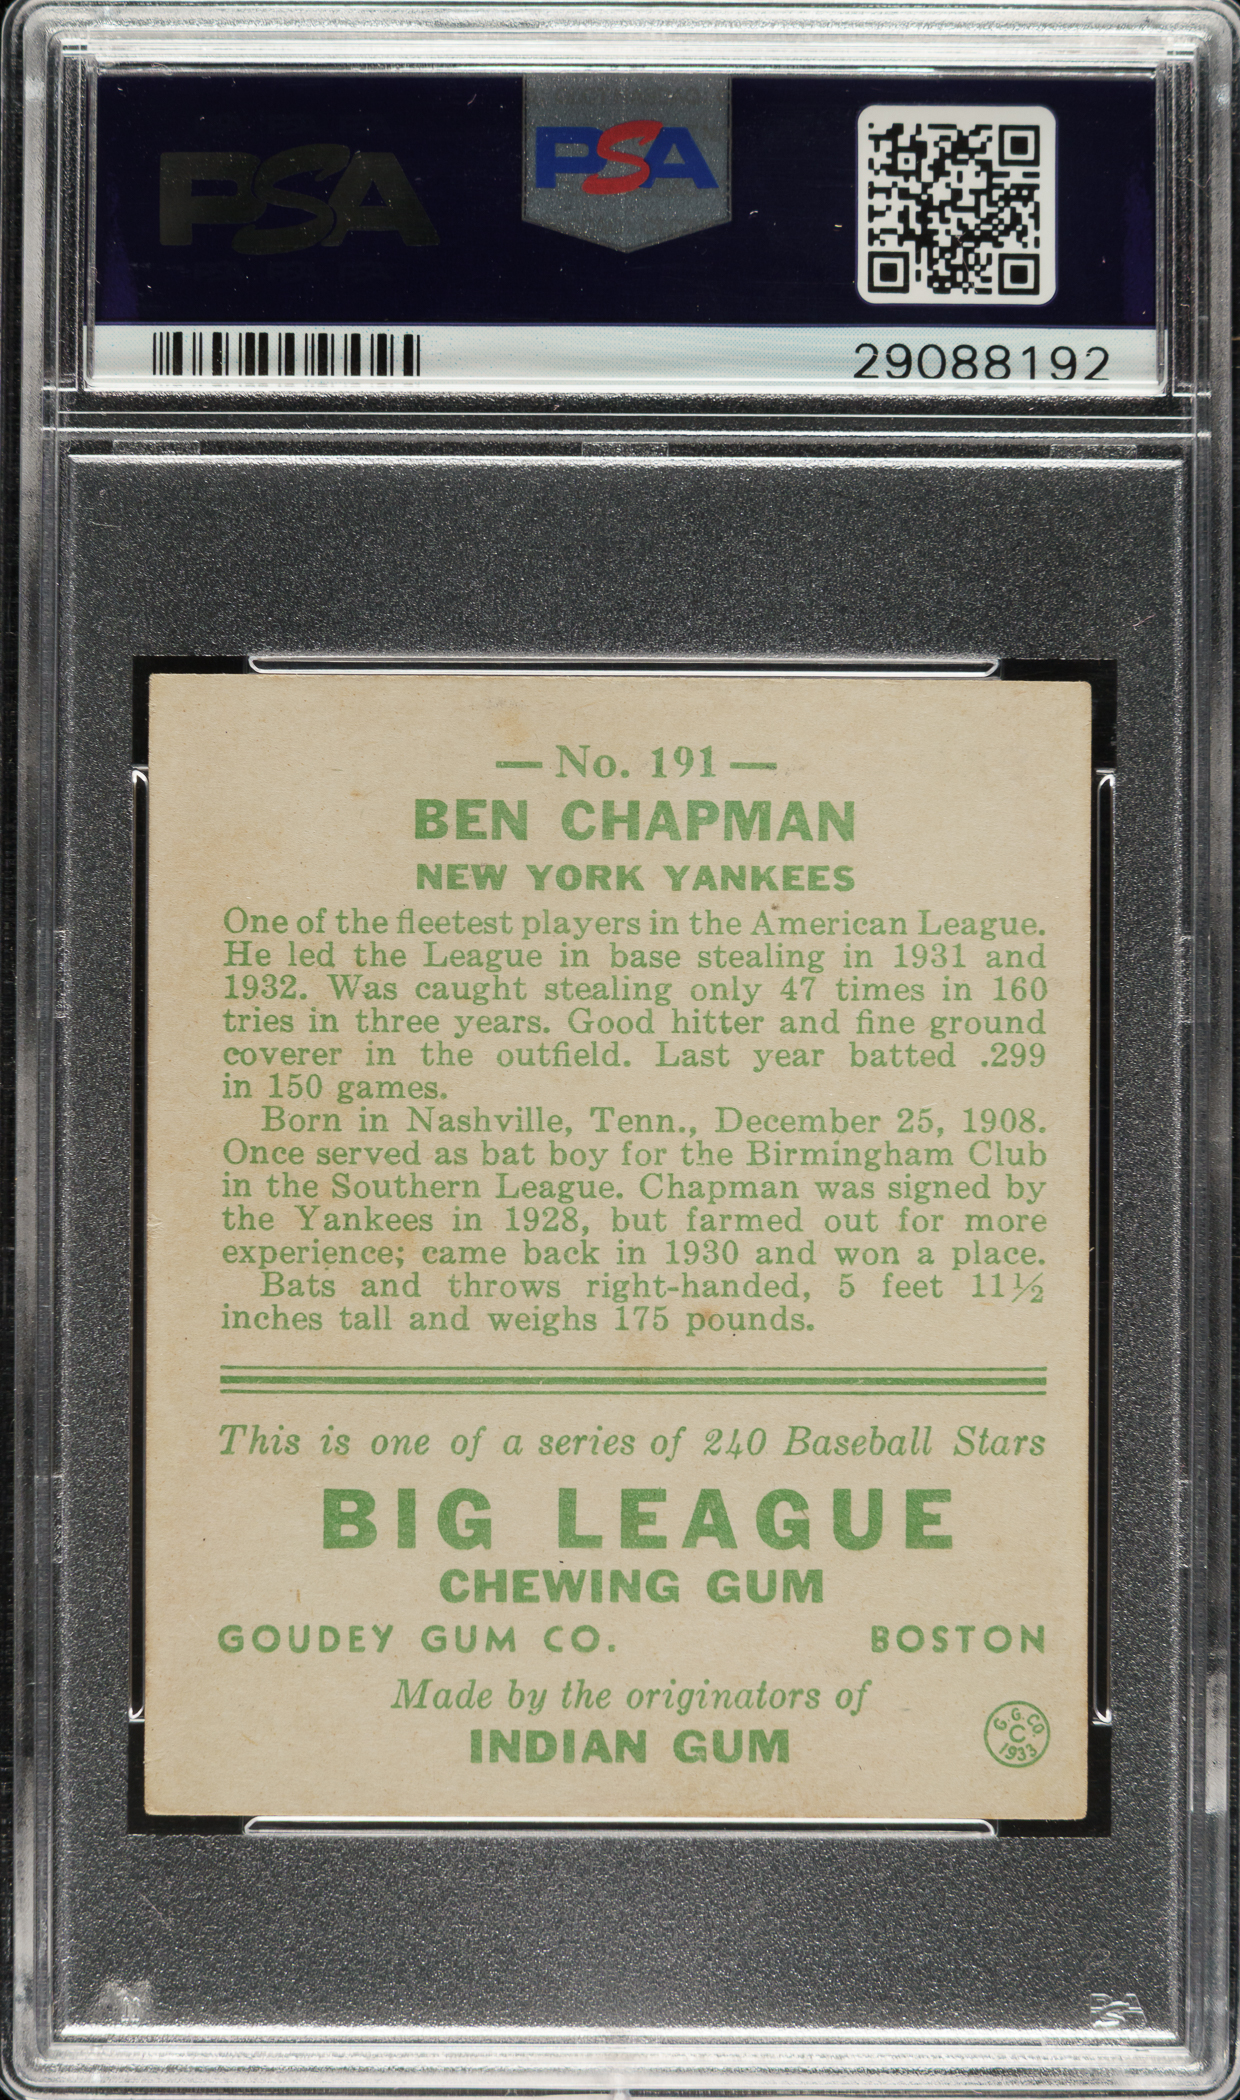 PSA
PSA
29088192
— No. 191 —
BEN CHAPMAN
NEW YORK YANKEES
One of the fleetest players in the American League.
He led the League in base stealing in 1931 and
1932. Was caught stealing only 47 times in 160
tries in three years. Good hitter and fine ground
coverer in the outfield. Last year batted .299
in 150 games.
Born in Nashville, Tenn., December 25, 1908.
Once served as bat boy for the Birmingham Club
in the Southern League. Chapman was signed by
the Yankees in 1928, but farmed out for more
experience; came back in 1930 and won a place.
Bats and throws right-handed, 5 feet 11½
inches tall and weighs 175 pounds.
This is one of a series of 240 Baseball Stars
BIG LEAGUE
CHEWING GUM
GOUDEY GUM CO. BOSTON
Made by the originators of
INDIAN GUM
G. G. CO.
C
1933
PSA